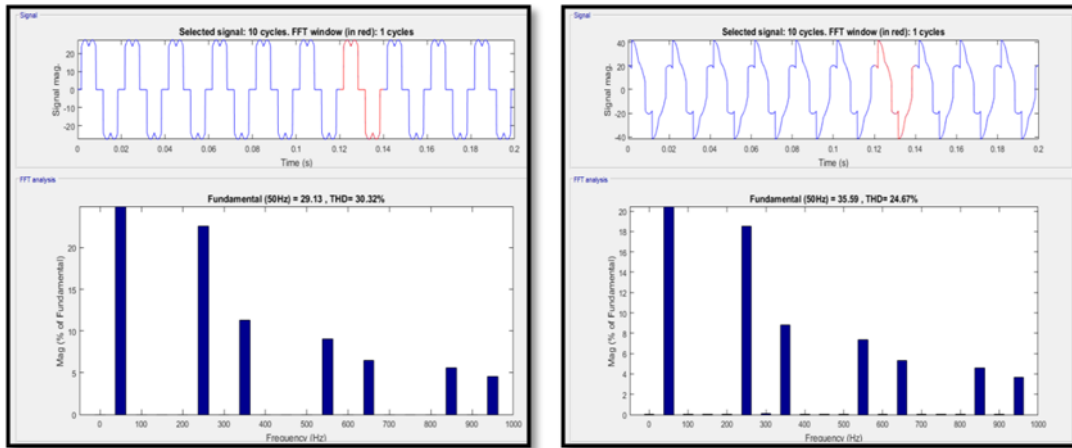 Signal
Selected signal: 10 cycles. FFT window (in red): 1 cycles
20
0
-20
Signal mag.
0 0.02 0.04 0.06 0.08 0.1 0.12 0.14 0.16 0.18 0.2
Time (s)
FFT analysis
Fundamental (50Hz) = 29.13 , THD= 30.32%
20
15
10
5
0
Mag (% of Fundamental)
0 100 200 300 400 500 600 700 800 900 1000
Frequency (Hz)
Signal
Selected signal: 10 cycles. FFT window (in red): 1 cycles
40
20
0
-20
-40
Signal mag.
0 0.02 0.04 0.06 0.08 0.1 0.12 0.14 0.16 0.18 0.2
Time (s)
FFT analysis
Fundamental (50Hz) = 35.59 , THD= 24.67%
20
18
16
14
12
10
8
6
4
2
0
Mag (% of Fundamental)
0 100 200 300 400 500 600 700 800 900 1000
Frequency (Hz)